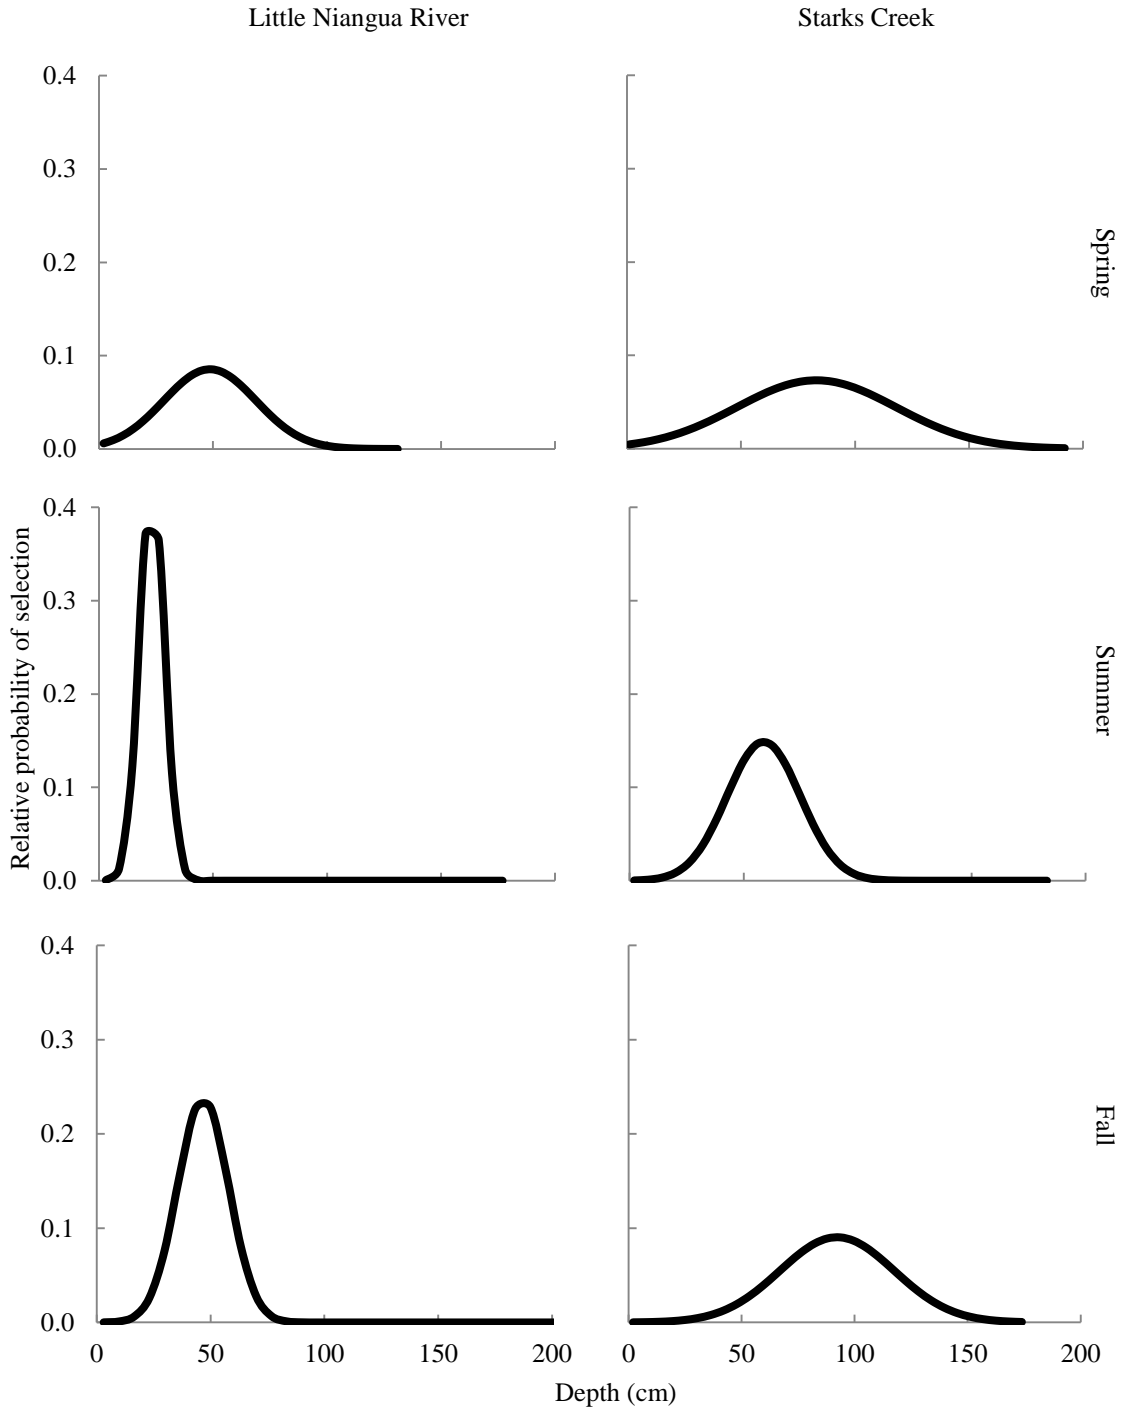 Little Niangua River
Starks Creek
0.4
0.3
0.2
0.1
0.0
Spring
0.4
0.3
0.2
0.1
0.0
Summer
Relative probability of selection
0.4
0.3
0.2
0.1
0.0
Fall
0 50 100 150 200
0 50 100 150 200
Depth (cm)